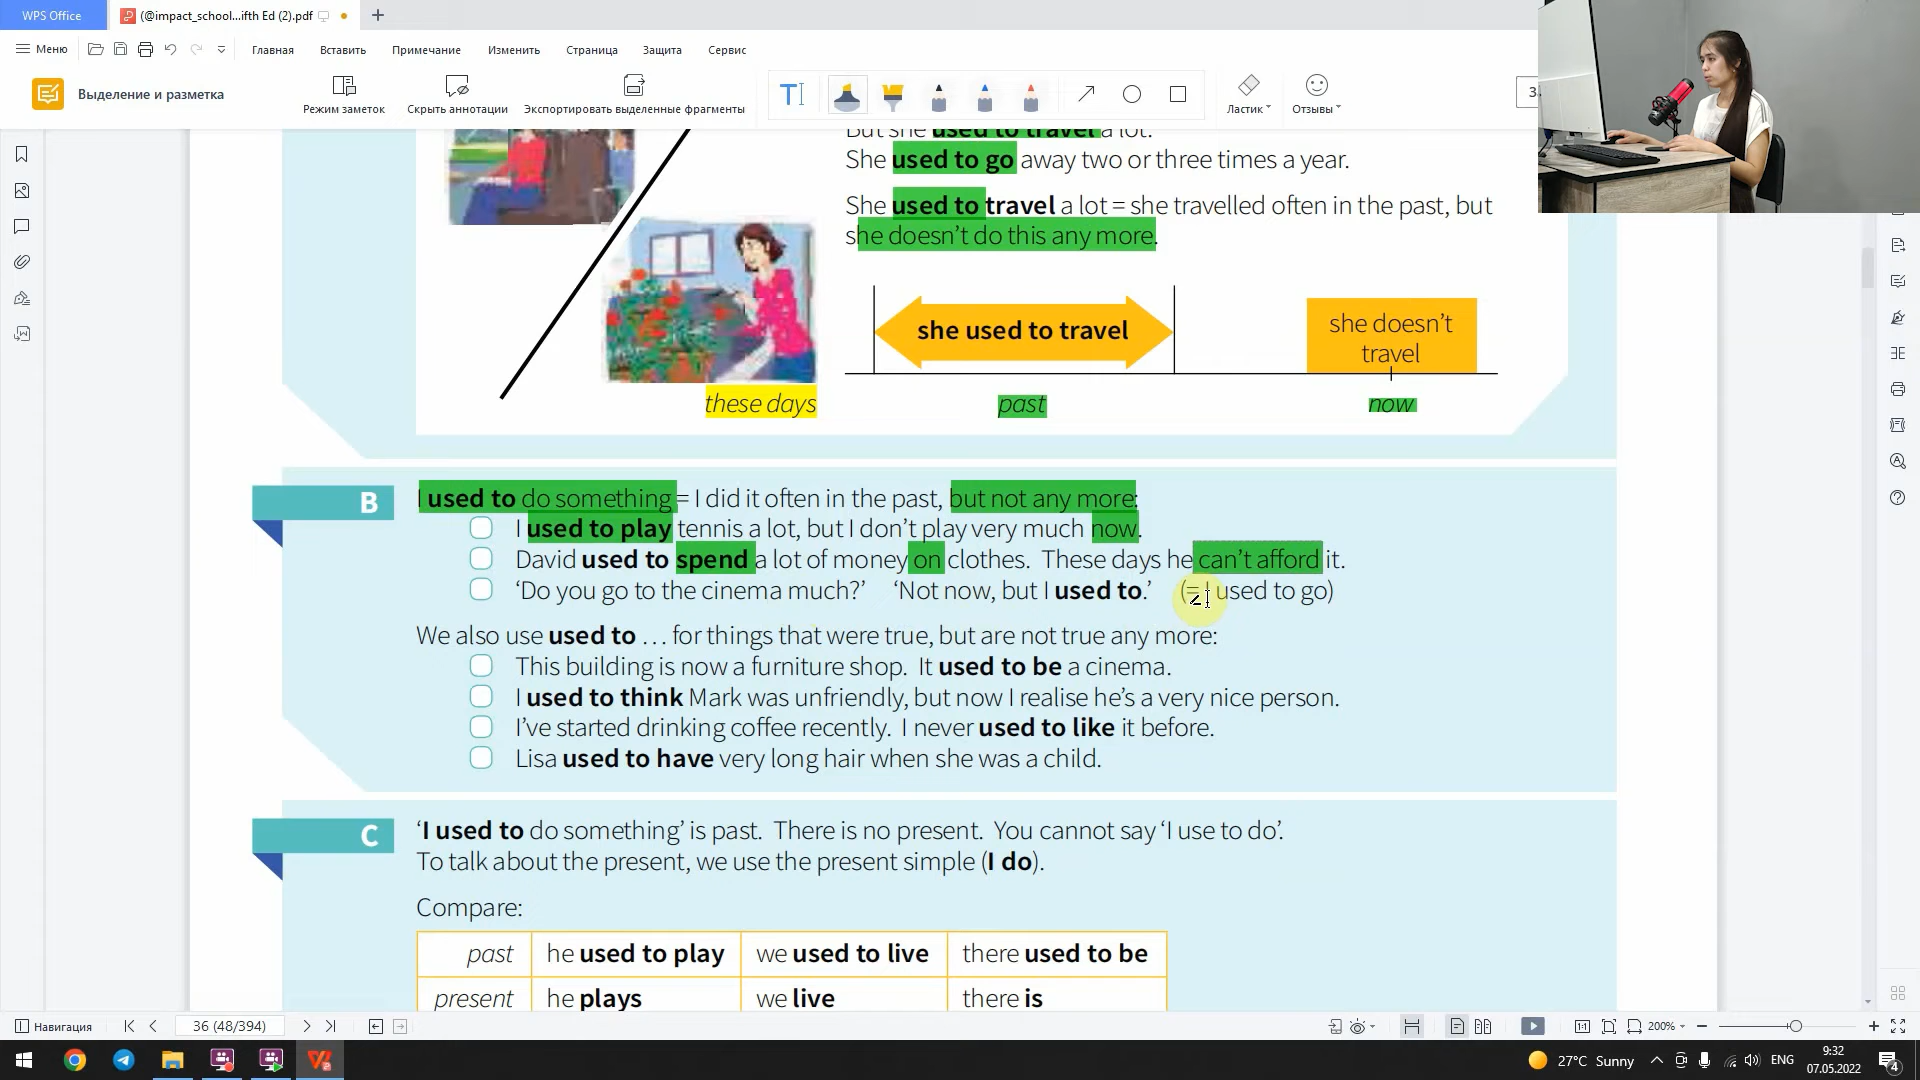 WPS Office
(@impact_school...ifth Ed (2).pdf
Меню
Главная
Вставить
Примечание
Изменить
Страница
Защита
Сервис
Выделение и разметка
Режим заметок
Скрыть аннотации
Экспортировать выделенные фрагменты
Ластик
Отзывы
But she used to travel a lot.
She used to go away two or three times a year.
She used to travel a lot = she travelled often in the past, but
she doesn't do this any more.
she used to travel
she doesn't
travel
these days
past
now
B
I used to do something = I did it often in the past, but not any more:
I used to play tennis a lot, but I don't play very much now.
David used to spend a lot of money on clothes. These days he can't afford it.
'Do you go to the cinema much?' 'Not now, but I used to.' (= I used to go)
We also use used to … for things that were true, but are not true any more:
This building is now a furniture shop. It used to be a cinema.
I used to think Mark was unfriendly, but now I realise he's a very nice person.
I've started drinking coffee recently. I never used to like it before.
Lisa used to have very long hair when she was a child.
C
'I used to do something' is past. There is no present. You cannot say 'I use to do'.
To talk about the present, we use the present simple (I do).
Compare:
past he used to play we used to live there used to be
present he plays we live there is
Навигация
36 (48/394)
200%
27°C Sunny
ENG
9:32
07.05.2022
4